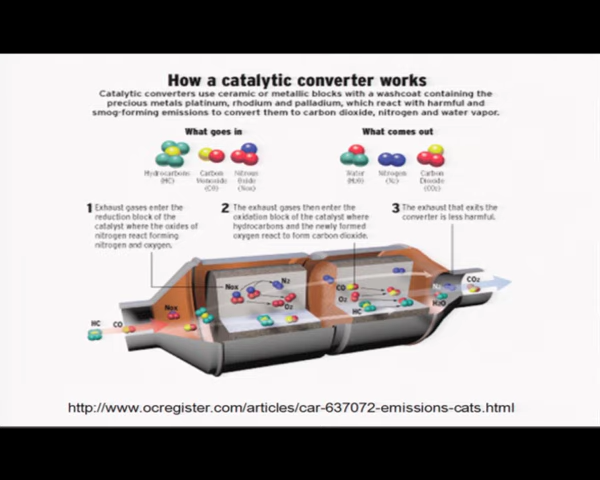 How a catalytic converter works
Catalytic converters use ceramic or metallic blocks with a washcoat containing the
precious metals platinum, rhodium and palladium, which react with harmful and
smog-forming emissions to convert them to carbon dioxide, nitrogen and water vapor.
What goes in
What comes out
Hydrocarbons
(HC)
Carbon
Monoxide
(CO)
Nitrous
Oxide
(Nox)
Water
(H₂O)
Nitrogen
(N₂)
Carbon
Dioxide
(CO₂)
1 Exhaust gases enter the
reduction block of the
catalyst where the oxides of
nitrogen react forming
nitrogen and oxygen.
2 The exhaust gases then enter the
oxidation block of the catalyst where
hydrocarbons and the newly formed
oxygen react to form carbon dioxide.
3 The exhaust that exits the
converter is less harmful.
HC
CO
Nox
Nox
N₂
O₂
CO
O₂
HC
N₂
H₂O
CO₂
http://www.ocregister.com/articles/car-637072-emissions-cats.html